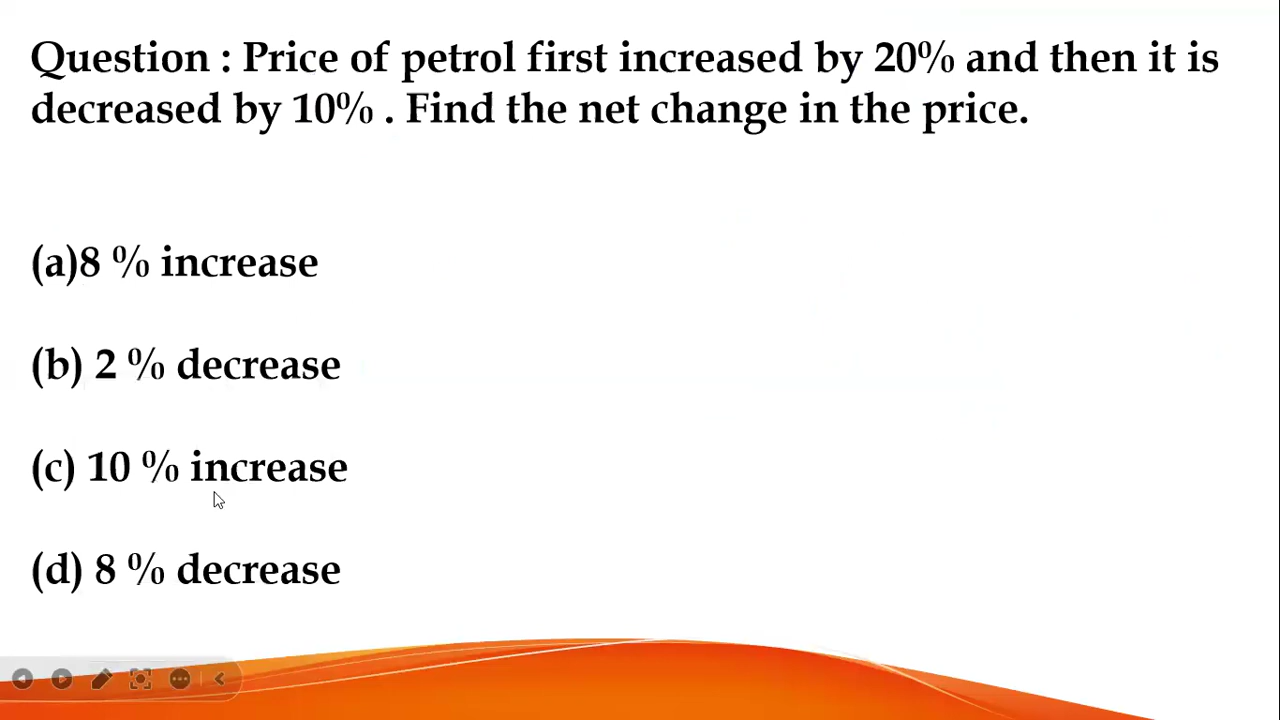 Question : Price of petrol first increased by 20% and then it is
decreased by 10% . Find the net change in the price.
(a)8 % increase
(b) 2 % decrease
(c) 10 % increase
(d) 8 % decrease